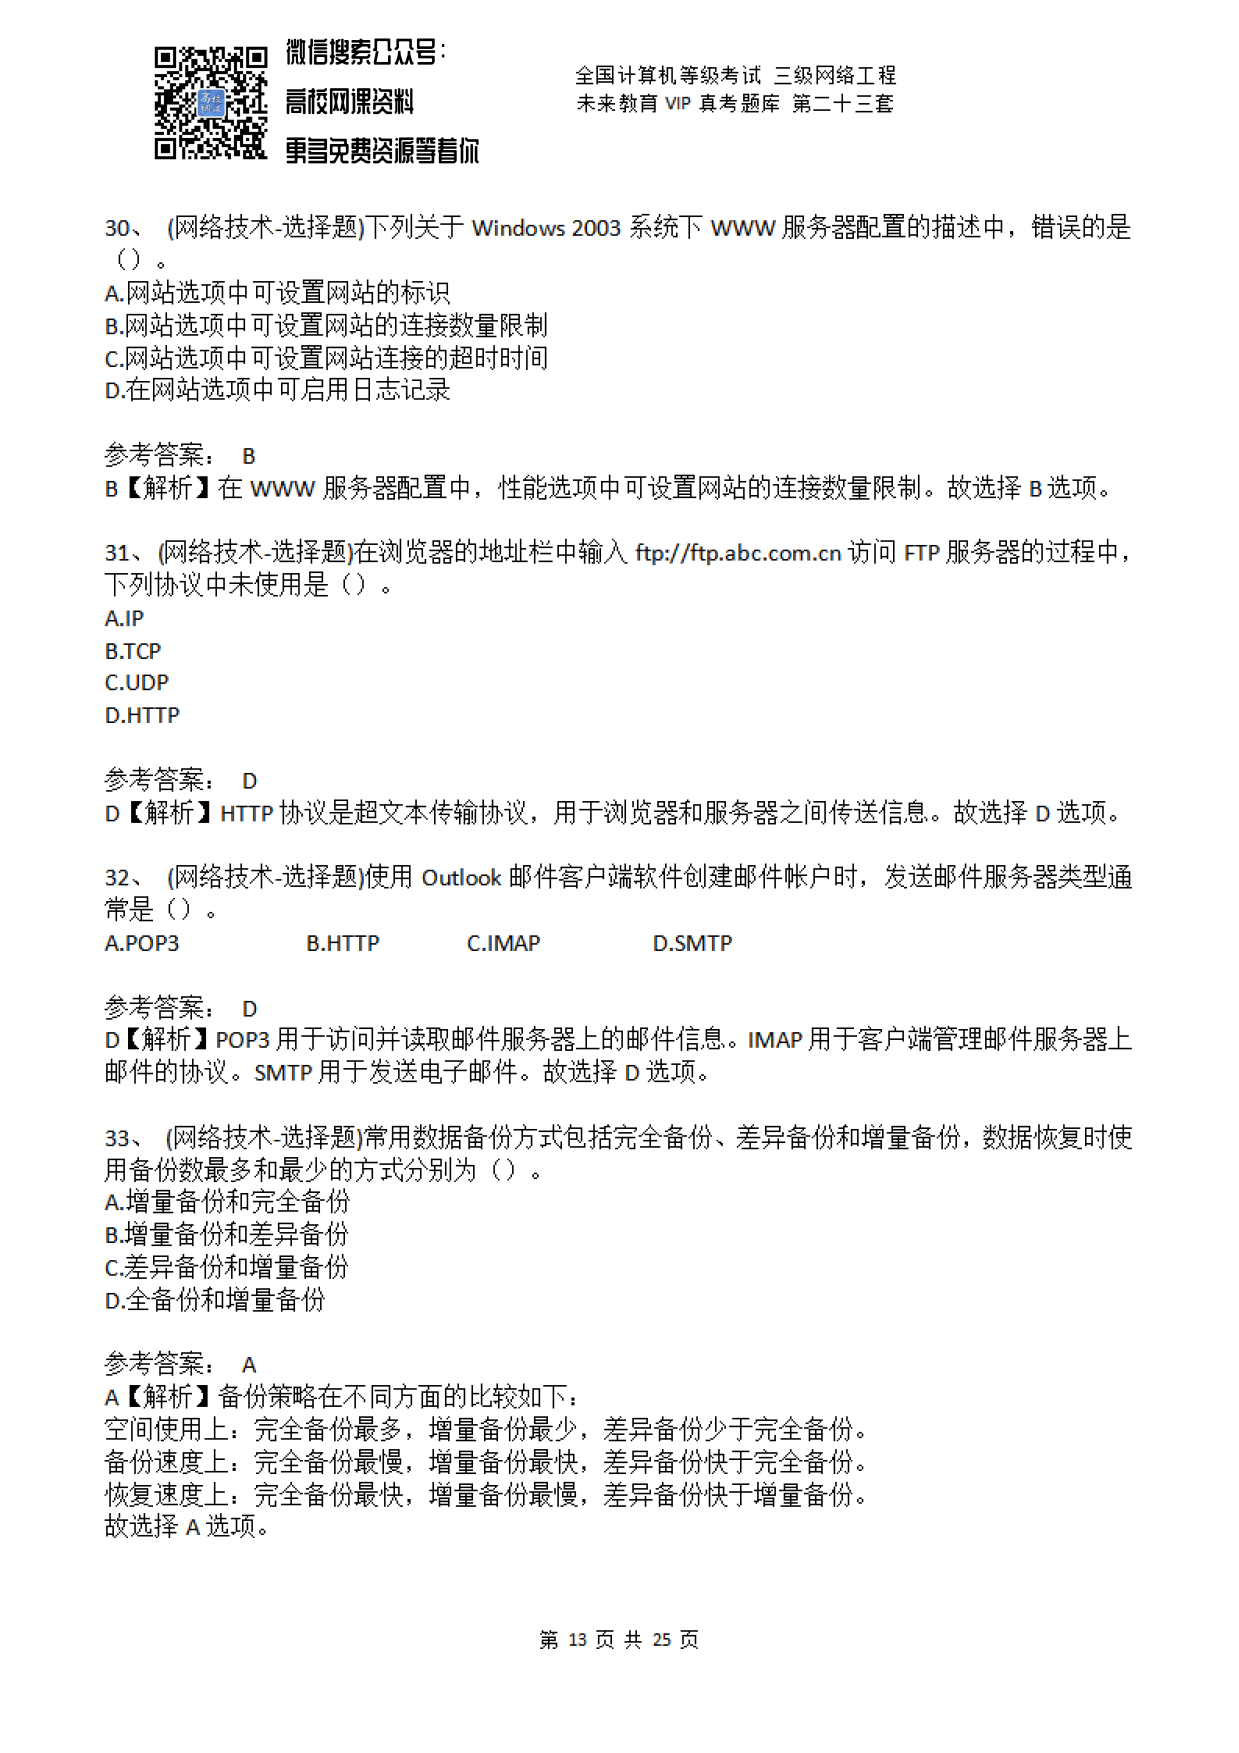 微信搜索公众号：
高校网课资料
更多免费资源等着你
全国计算机等级考试 三级网络工程
未来教育 VIP 真考题库 第二十三套
30、 (网络技术-选择题)下列关于 Windows 2003 系统下 WWW 服务器配置的描述中，错误的是
（）。
A.网站选项中可设置网站的标识
B.网站选项中可设置网站的连接数量限制
C.网站选项中可设置网站连接的超时时间
D.在网站选项中可启用日志记录
参考答案： B
B【解析】在 WWW 服务器配置中，性能选项中可设置网站的连接数量限制。故选择 B 选项。
31、(网络技术-选择题)在浏览器的地址栏中输入 ftp://ftp.abc.com.cn 访问 FTP 服务器的过程中，
下列协议中未使用是（）。
A.IP
B.TCP
C.UDP
D.HTTP
参考答案： D
D【解析】HTTP 协议是超文本传输协议，用于浏览器和服务器之间传送信息。故选择 D 选项。
32、 (网络技术-选择题)使用 Outlook 邮件客户端软件创建邮件帐户时，发送邮件服务器类型通
常是（）。
A.POP3 B.HTTP C.IMAP D.SMTP
参考答案： D
D【解析】POP3 用于访问并读取邮件服务器上的邮件信息。IMAP 用于客户端管理邮件服务器上
邮件的协议。SMTP 用于发送电子邮件。故选择 D 选项。
33、 (网络技术-选择题)常用数据备份方式包括完全备份、差异备份和增量备份，数据恢复时使
用备份数最多和最少的方式分别为（）。
A.增量备份和完全备份
B.增量备份和差异备份
C.差异备份和增量备份
D.全备份和增量备份
参考答案： A
A【解析】备份策略在不同方面的比较如下：
空间使用上：完全备份最多，增量备份最少，差异备份少于完全备份。
备份速度上：完全备份最慢，增量备份最快，差异备份快于完全备份。
恢复速度上：完全备份最快，增量备份最慢，差异备份快于增量备份。
故选择 A 选项。
第 13 页 共 25 页